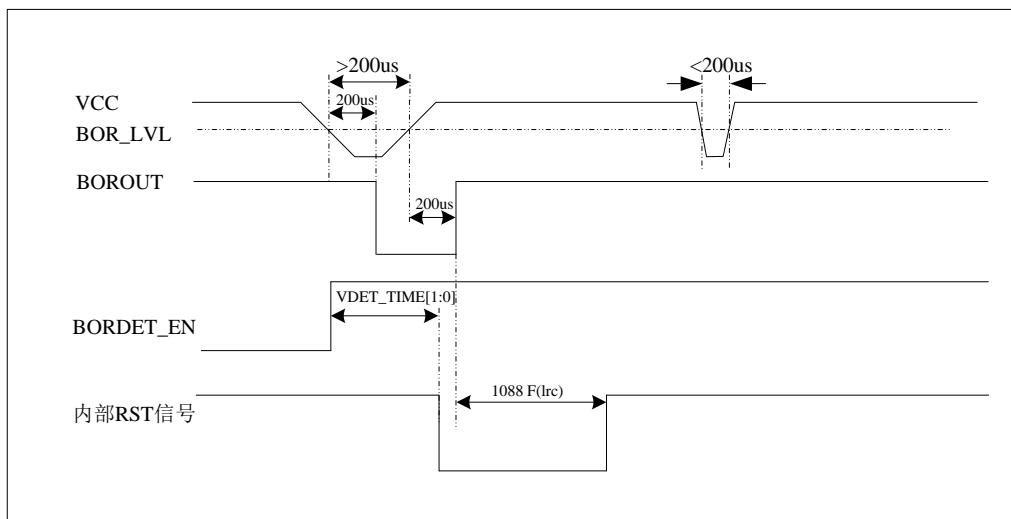 >200us
<200us
200us
VCC
BOR_LVL
BOROUT
200us
VDET_TIME[1:0]
BORDET_EN
1088 F(lrc)
内部RST信号